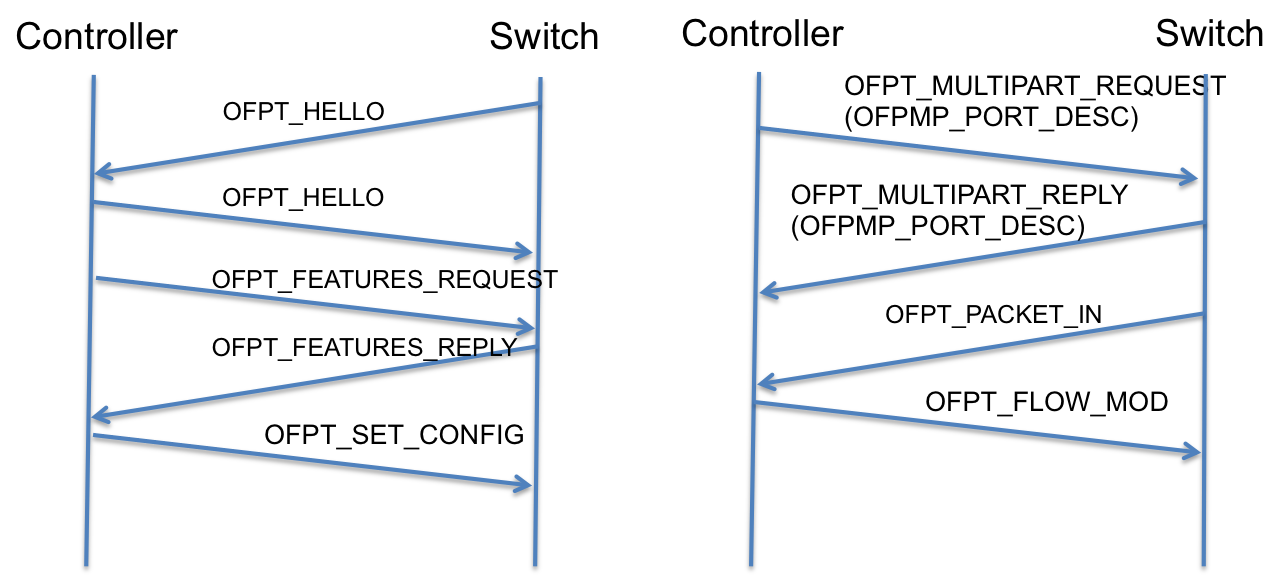 Controller
Switch
OFPT_HELLO
OFPT_HELLO
OFPT_FEATURES_REQUEST
OFPT_FEATURES_REPLY
OFPT_SET_CONFIG
Controller
Switch
OFPT_MULTIPART_REQUEST
(OFPMP_PORT_DESC)
OFPT_MULTIPART_REPLY
(OFPMP_PORT_DESC)
OFPT_PACKET_IN
OFPT_FLOW_MOD